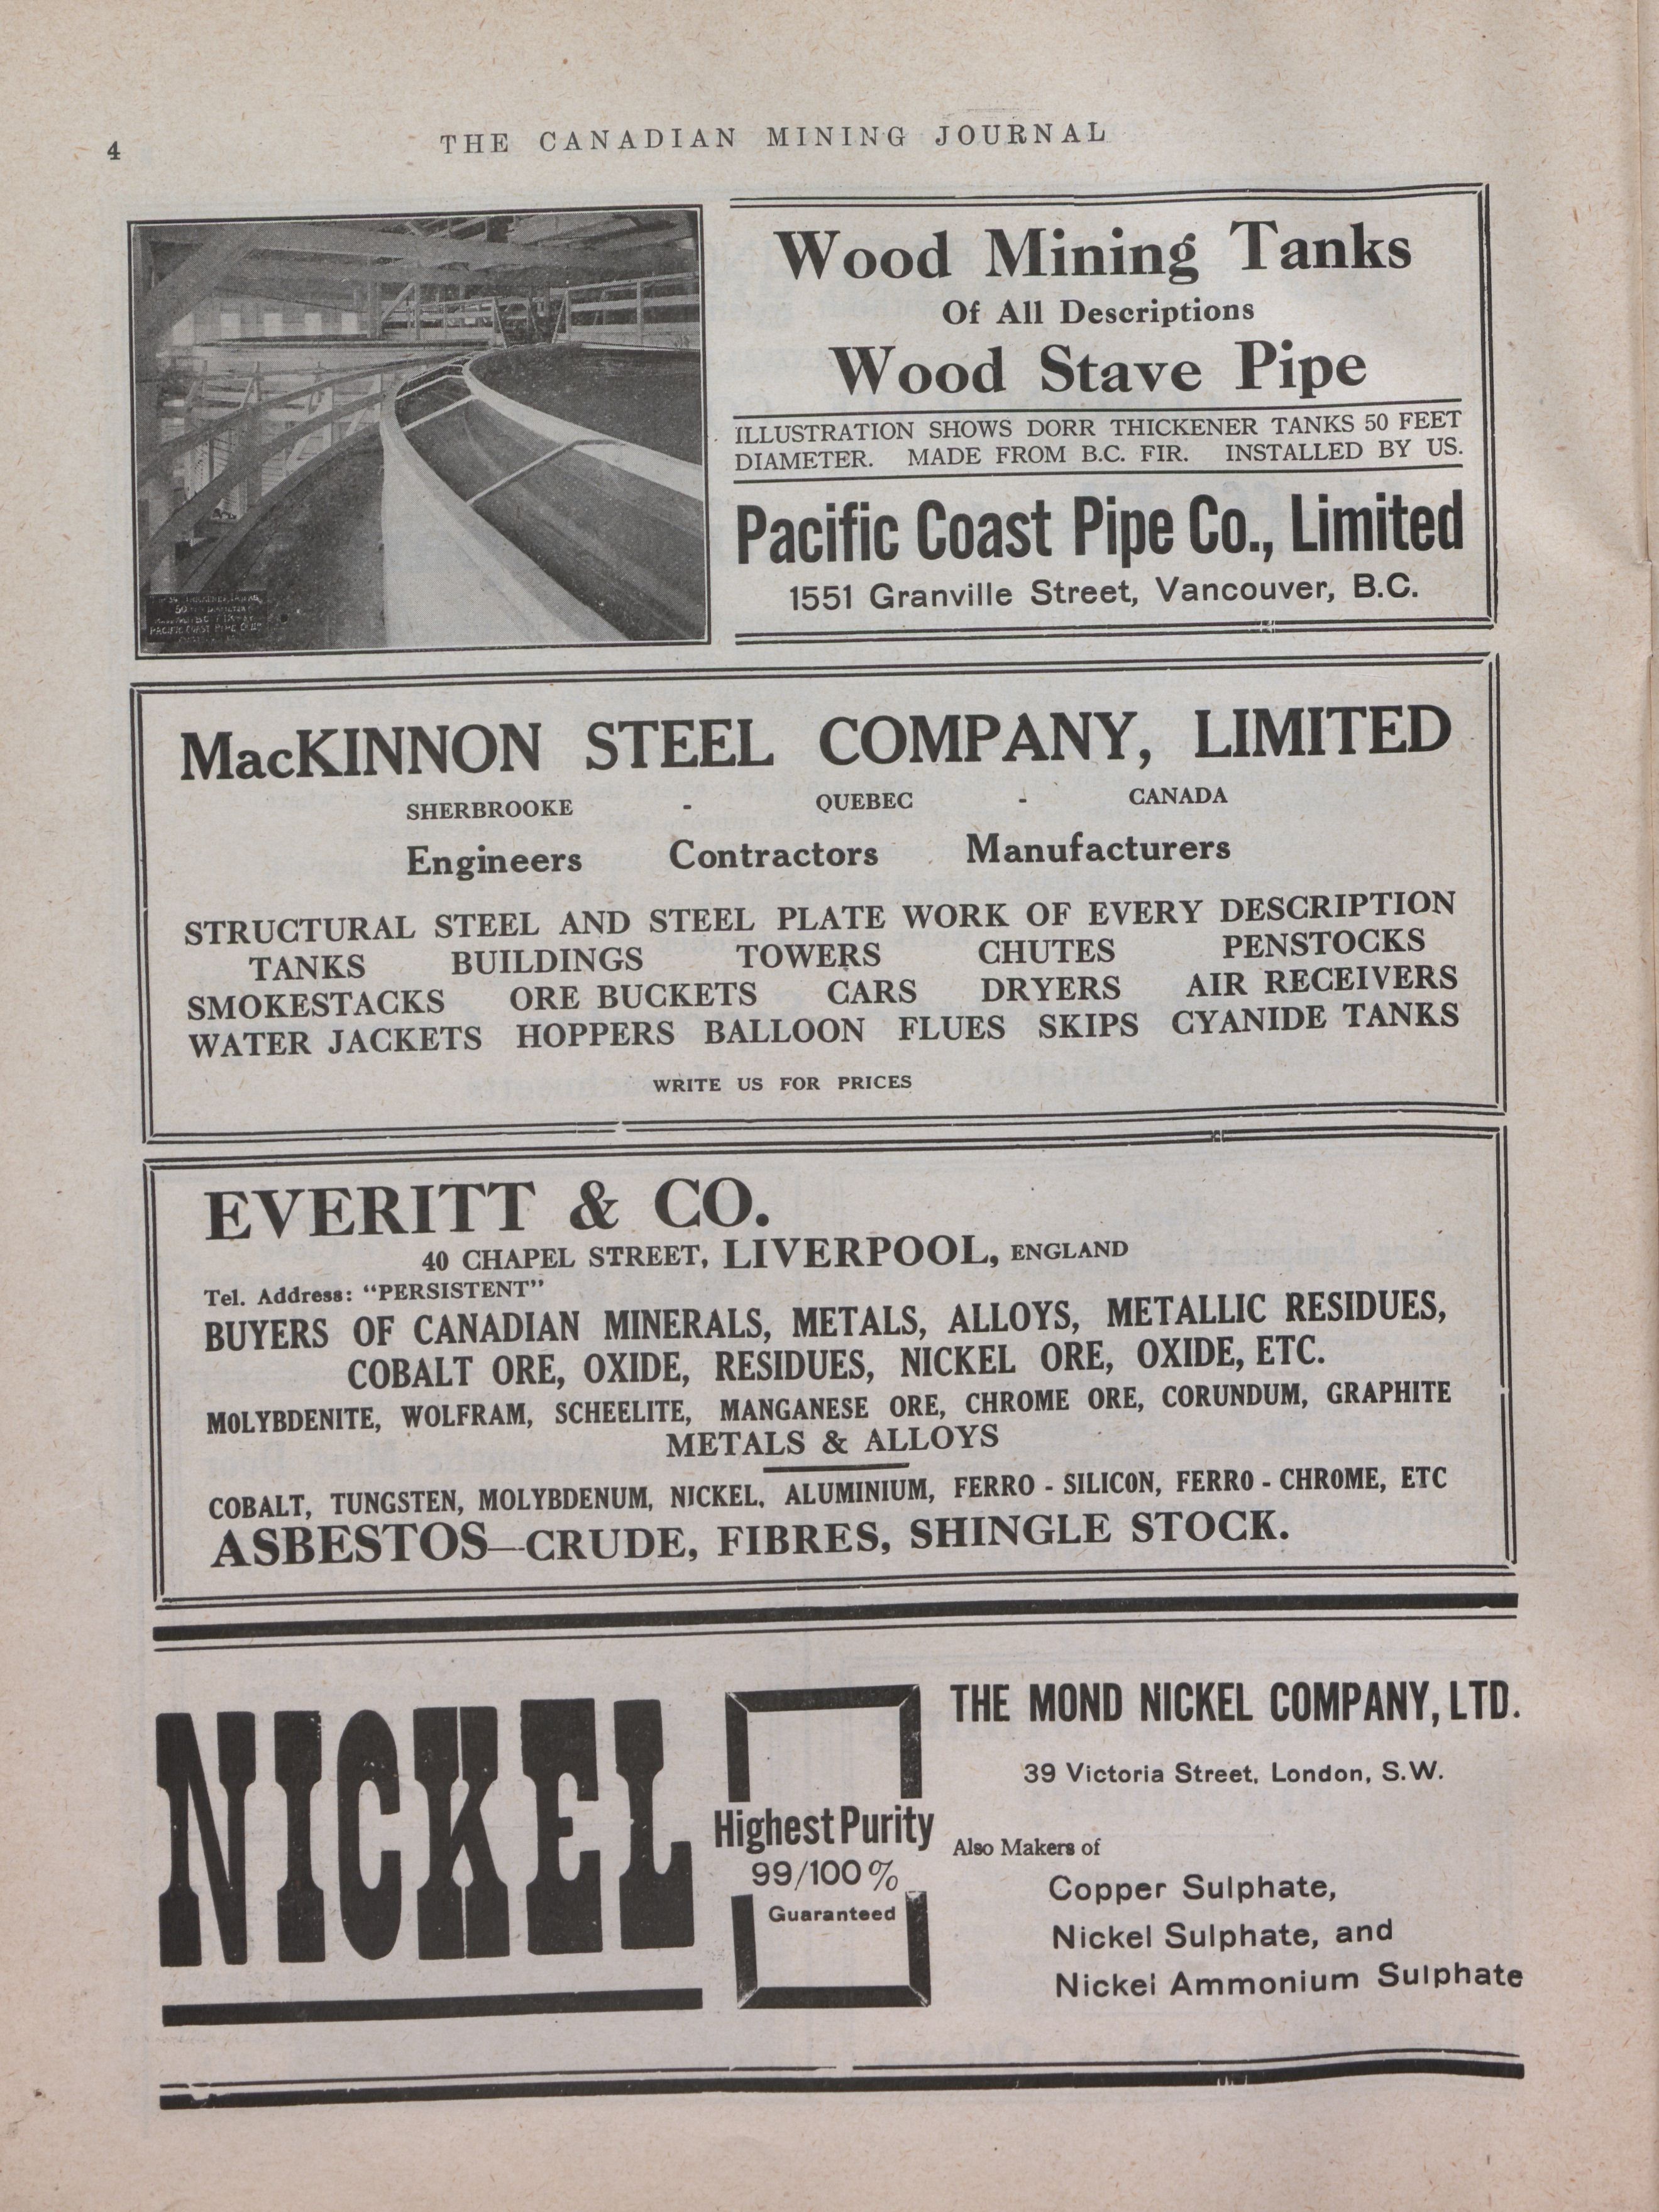 4
THE CANADIAN MINING JOURNAL
Wood Mining Tanks
Of All Descriptions
Wood Stave Pipe
ILLUSTRATION SHOWS DORR THICKENER TANKS 50 FEET
DIAMETER. MADE FROM B.C. FIR. INSTALLED BY US.
Pacific Coast Pipe Co., Limited
1551 Granville Street, Vancouver, B.C.
PACIFIC COAST PIPE
MacKINNON STEEL COMPANY, LIMITED
SHERBROOKE - QUEBEC - CANADA
Engineers Contractors Manufacturers
STRUCTURAL STEEL AND STEEL PLATE WORK OF EVERY DESCRIPTION
TANKS BUILDINGS TOWERS CHUTES PENSTOCKS
SMOKESTACKS ORE BUCKETS CARS DRYERS AIR RECEIVERS
WATER JACKETS HOPPERS BALLOON FLUES SKIPS CYANIDE TANKS
WRITE US FOR PRICES
EVERITT & CO.
40 CHAPEL STREET, LIVERPOOL, ENGLAND
Tel. Address: "PERSISTENT"
BUYERS OF CANADIAN MINERALS, METALS, ALLOYS, METALLIC RESIDUES,
COBALT ORE, OXIDE, RESIDUES, NICKEL ORE, OXIDE, ETC.
MOLYBDENITE, WOLFRAM, SCHEELITE, MANGANESE ORE, CHROME ORE, CORUNDUM, GRAPHITE
METALS & ALLOYS
COBALT, TUNGSTEN, MOLYBDENUM, NICKEL, ALUMINIUM, FERRO - SILICON, FERRO - CHROME, ETC
ASBESTOS—CRUDE, FIBRES, SHINGLE STOCK.
NICKEL
Highest Purity
99/100%
Guaranteed
THE MOND NICKEL COMPANY, LTD.
39 Victoria Street, London, S.W.
Also Makers of
Copper Sulphate,
Nickel Sulphate, and
Nickel Ammonium Sulphate